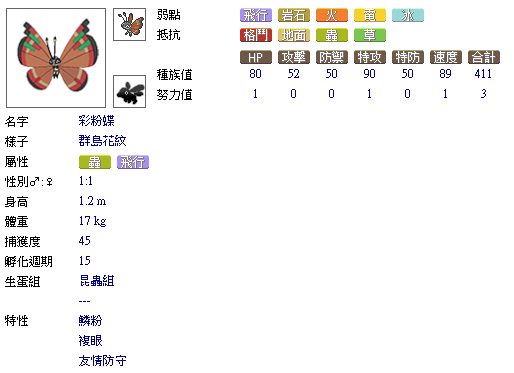 弱點 飛行 岩石 火 電 冰
抵抗 格鬥 地面 蟲 草
HP 攻擊 防禦 特攻 特防 速度 合計
種族值 80 52 50 90 50 89 411
努力值 1 0 0 1 0 1 3
名字 彩粉蝶
樣子 群島花紋
屬性 蟲 飛行
性別♂:♀ 1:1
身高 1.2 m
體重 17 kg
捕獲度 45
孵化週期 15
生蛋組 昆蟲組
---
特性 鱗粉
複眼
友情防守